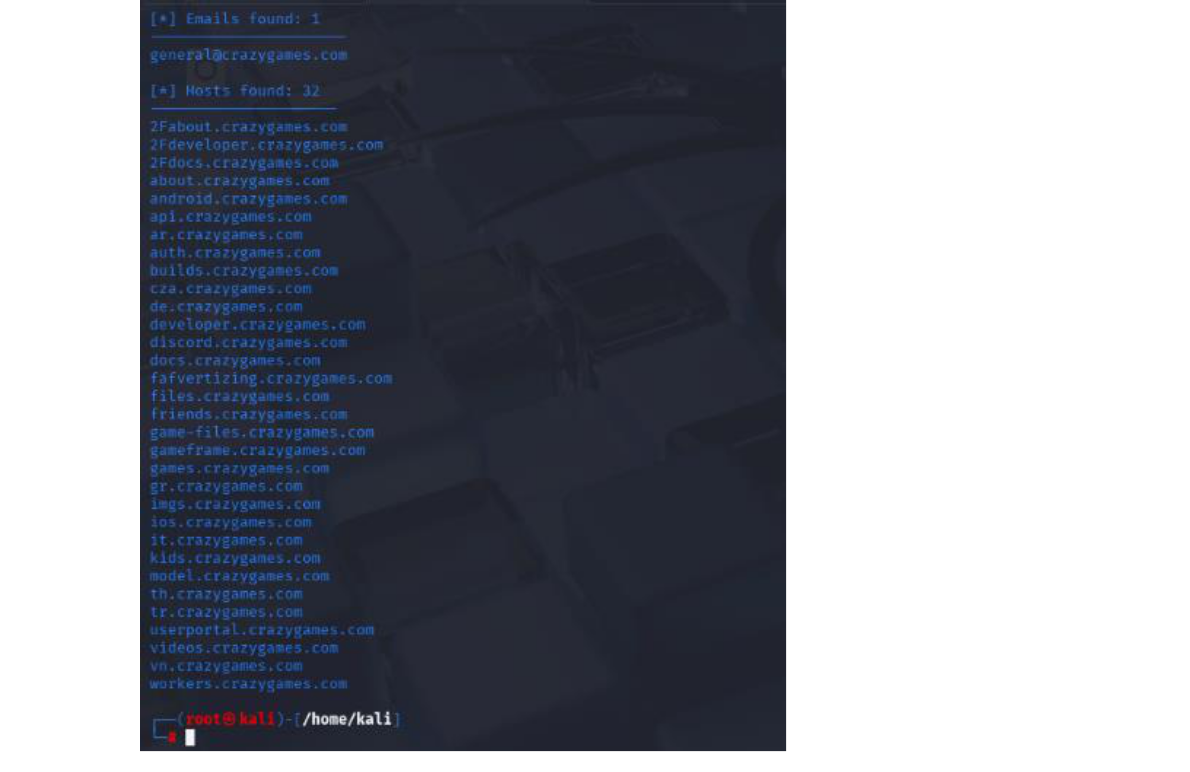 [*] Emails found: 1
general@crazygames.com
[*] Hosts found: 32
2Fabout.crazygames.com
2Fdeveloper.crazygames.com
2Fdocs.crazygames.com
about.crazygames.com
android.crazygames.com
api.crazygames.com
ar.crazygames.com
auth.crazygames.com
builds.crazygames.com
cza.crazygames.com
de.crazygames.com
developer.crazygames.com
discord.crazygames.com
docs.crazygames.com
fafvertizing.crazygames.com
files.crazygames.com
friends.crazygames.com
game-files.crazygames.com
gameframe.crazygames.com
games.crazygames.com
gr.crazygames.com
imgs.crazygames.com
ios.crazygames.com
it.crazygames.com
kids.crazygames.com
model.crazygames.com
th.crazygames.com
tr.crazygames.com
userportal.crazygames.com
videos.crazygames.com
vn.crazygames.com
workers.crazygames.com
(root㉿kali)-[/home/kali]
#